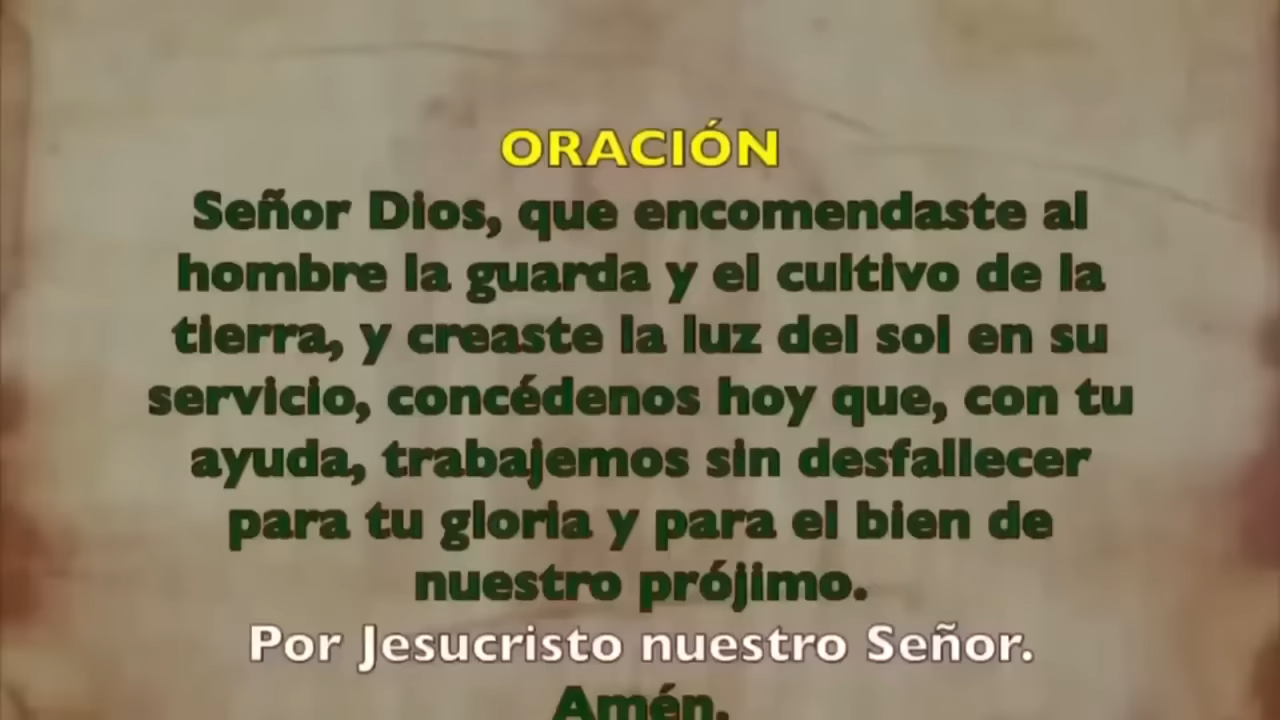 ORACIÓN
Señor Dios, que encomendaste al
hombre la guarda y el cultivo de la
tierra, y creaste la luz del sol en su
servicio, concédenos hoy que, con tu
ayuda, trabajemos sin desfallecer
para tu gloria y para el bien de
nuestro prójimo.
Por Jesucristo nuestro Señor.
Amén.